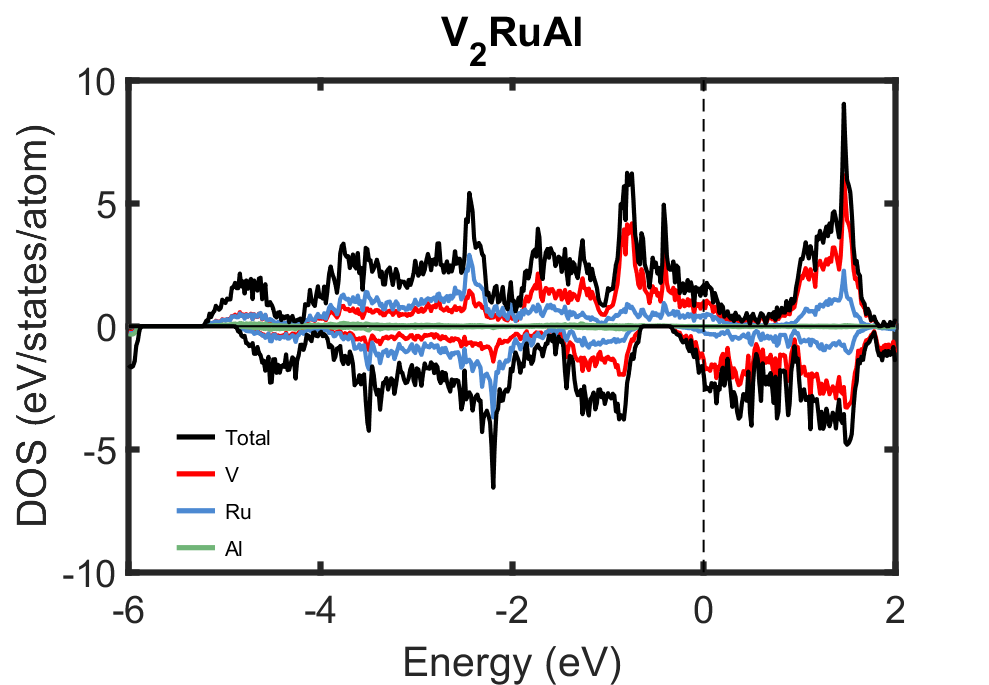 V₂RuAl
10
5
0
-5
-10
DOS (eV/states/atom)
Total
V
Ru
Al
-6 -4 -2 0 2
Energy (eV)